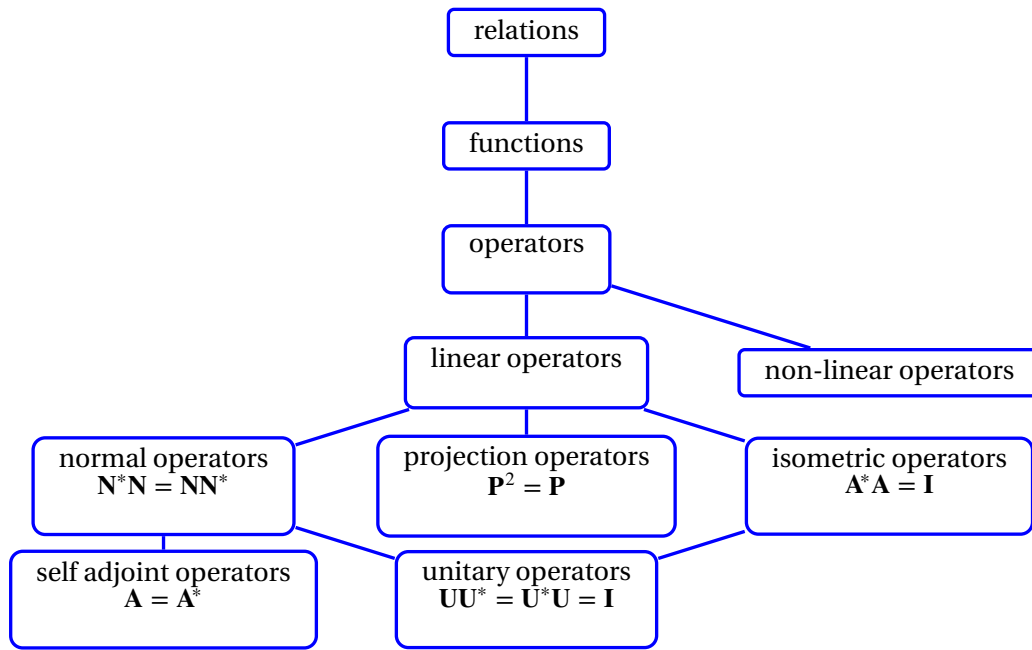 relations
functions
operators
linear operators
non-linear operators
normal operators
N*N = NN*
projection operators
P² = P
isometric operators
A*A = I
self adjoint operators
A = A*
unitary operators
UU* = U*U = I